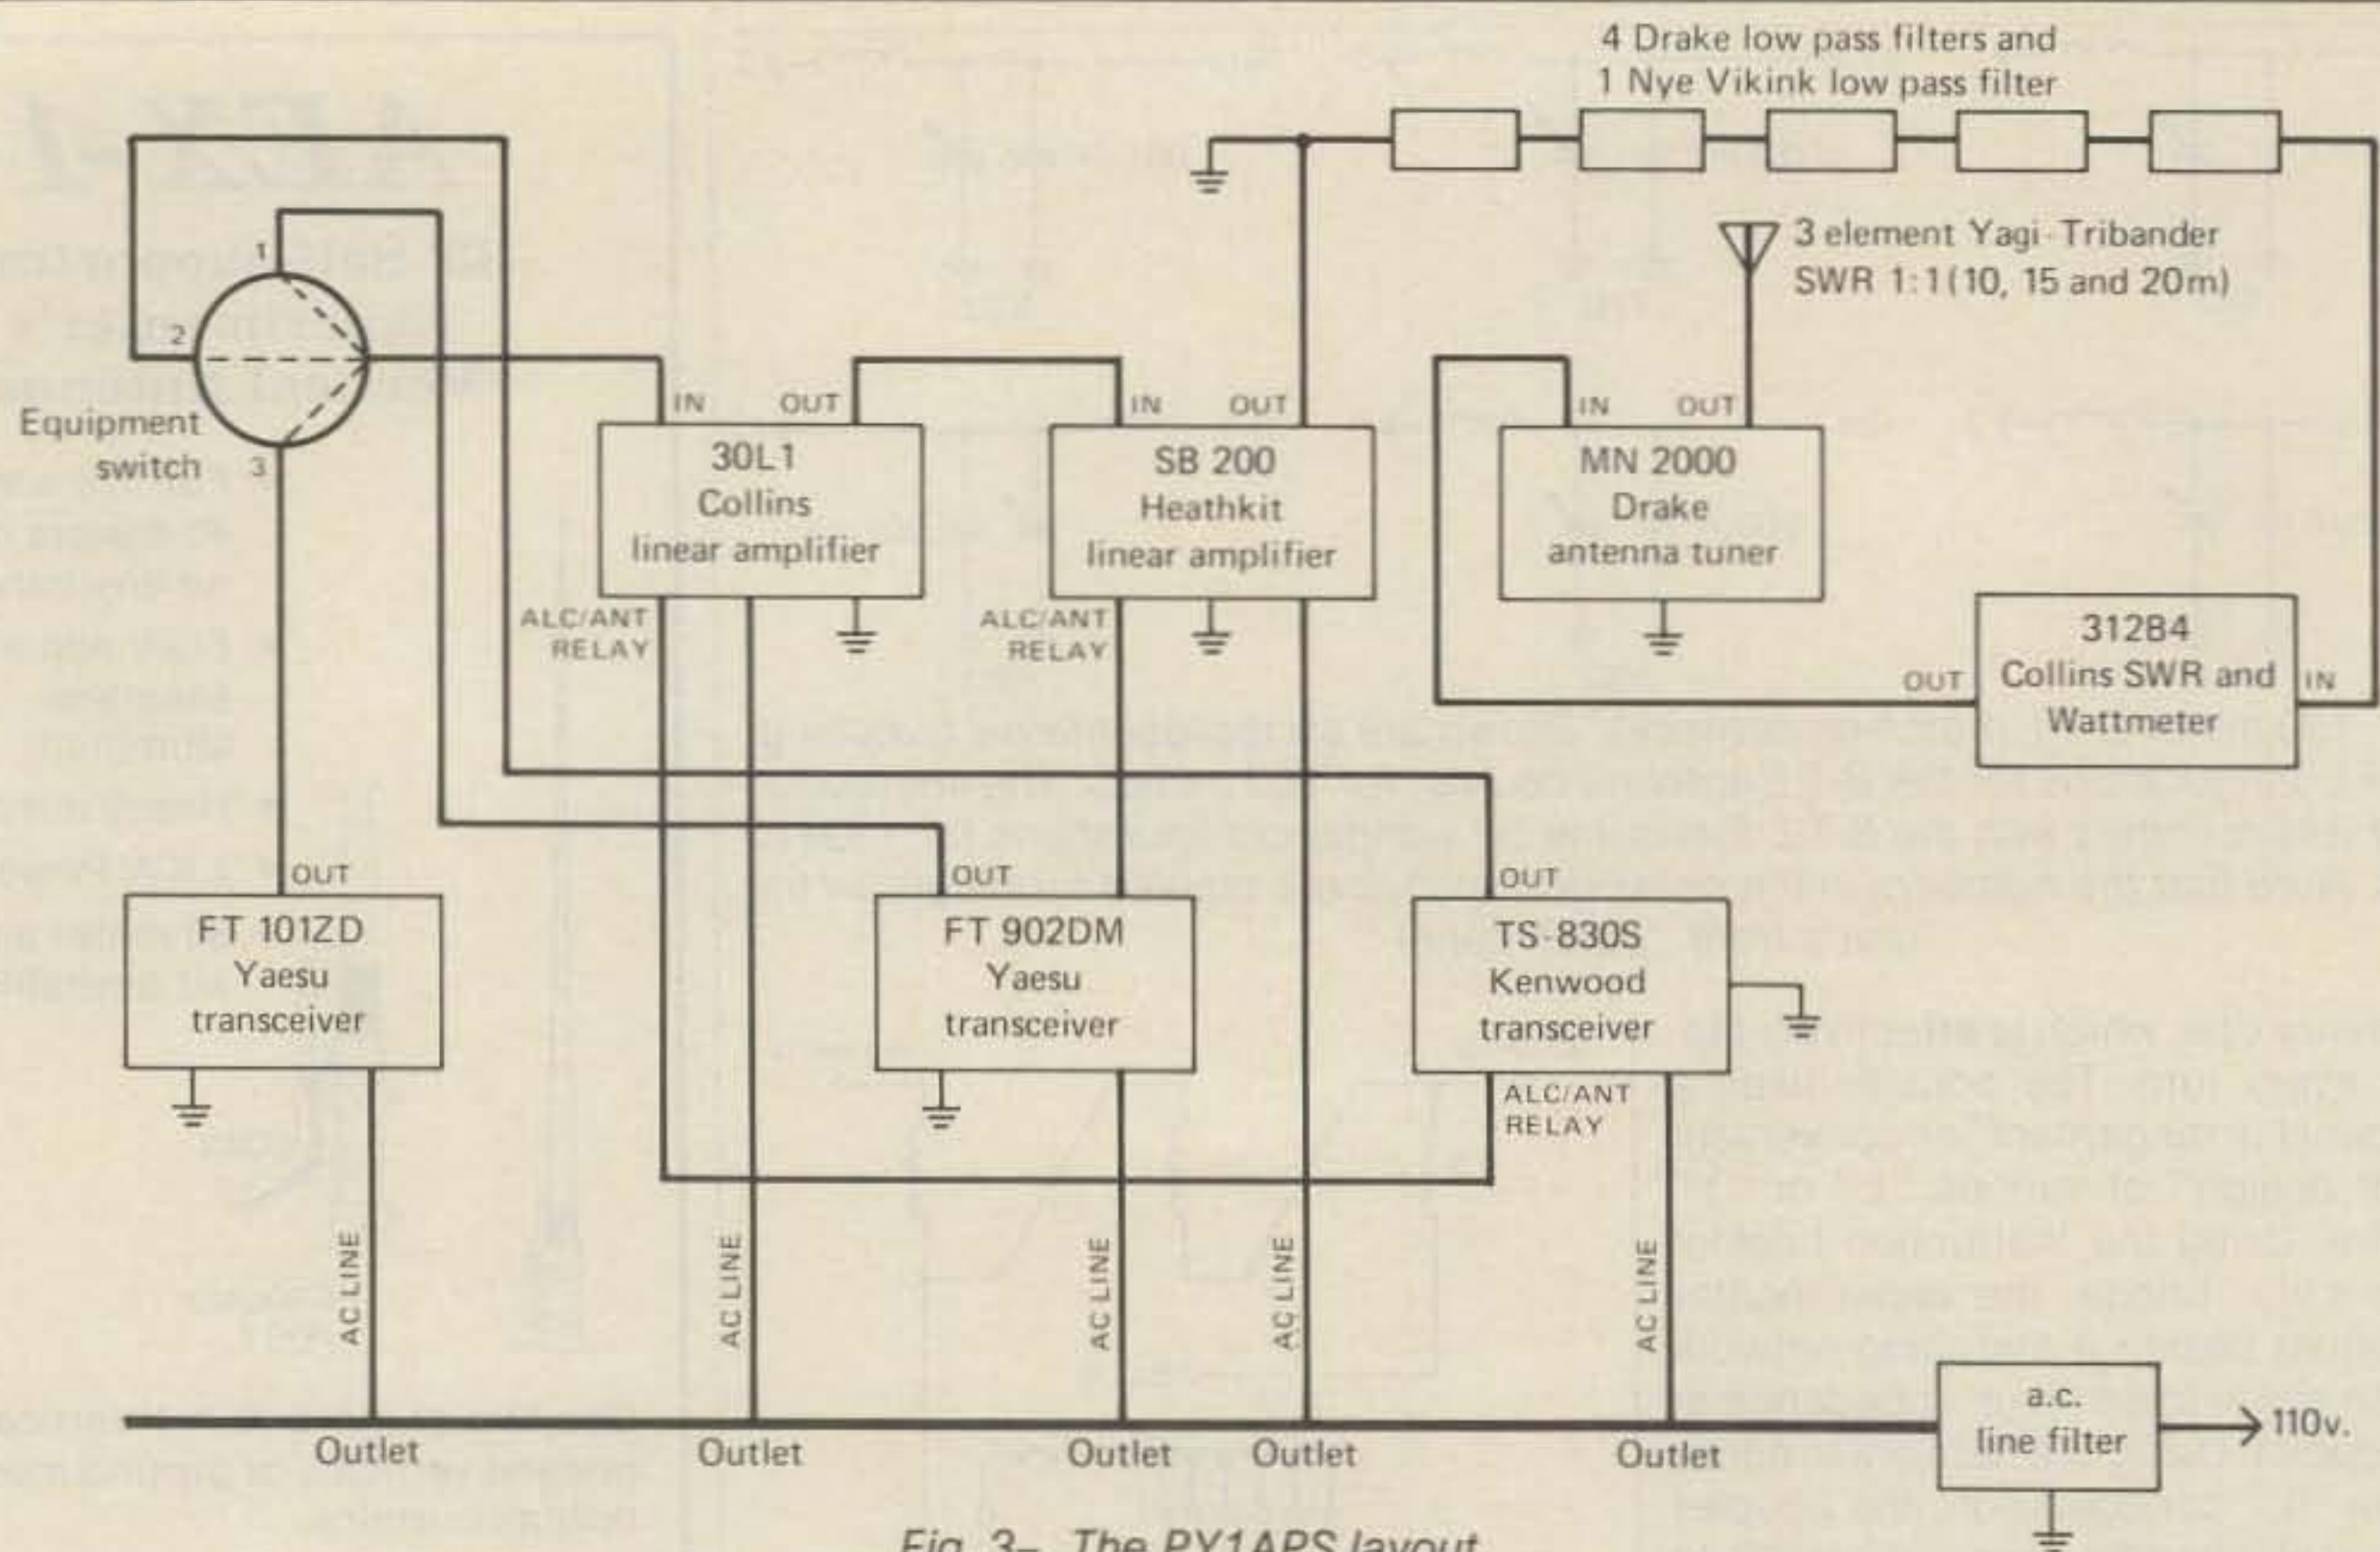 4 Drake low pass filters and
1 Nye Vikink low pass filter
3 element Yagi-Tribander
SWR 1:1 (10, 15 and 20m)
1
2
3
Equipment
switch
IN
OUT
30L1
Collins
linear amplifier
ALC/ANT
RELAY
IN
OUT
SB 200
Heathkit
linear amplifier
ALC/ANT
RELAY
IN
OUT
MN 2000
Drake
antenna tuner
OUT
312B4
Collins SWR and
Wattmeter
IN
OUT
FT 101ZD
Yaesu
transceiver
OUT
FT 902DM
Yaesu
transceiver
OUT
TS-830S
Kenwood
transceiver
ALC/ANT
RELAY
AC LINE
AC LINE
AC LINE
AC LINE
AC LINE
Outlet
Outlet
Outlet
Outlet
Outlet
a.c.
line filter
110v.
Fig. 3– The PY1APS layout